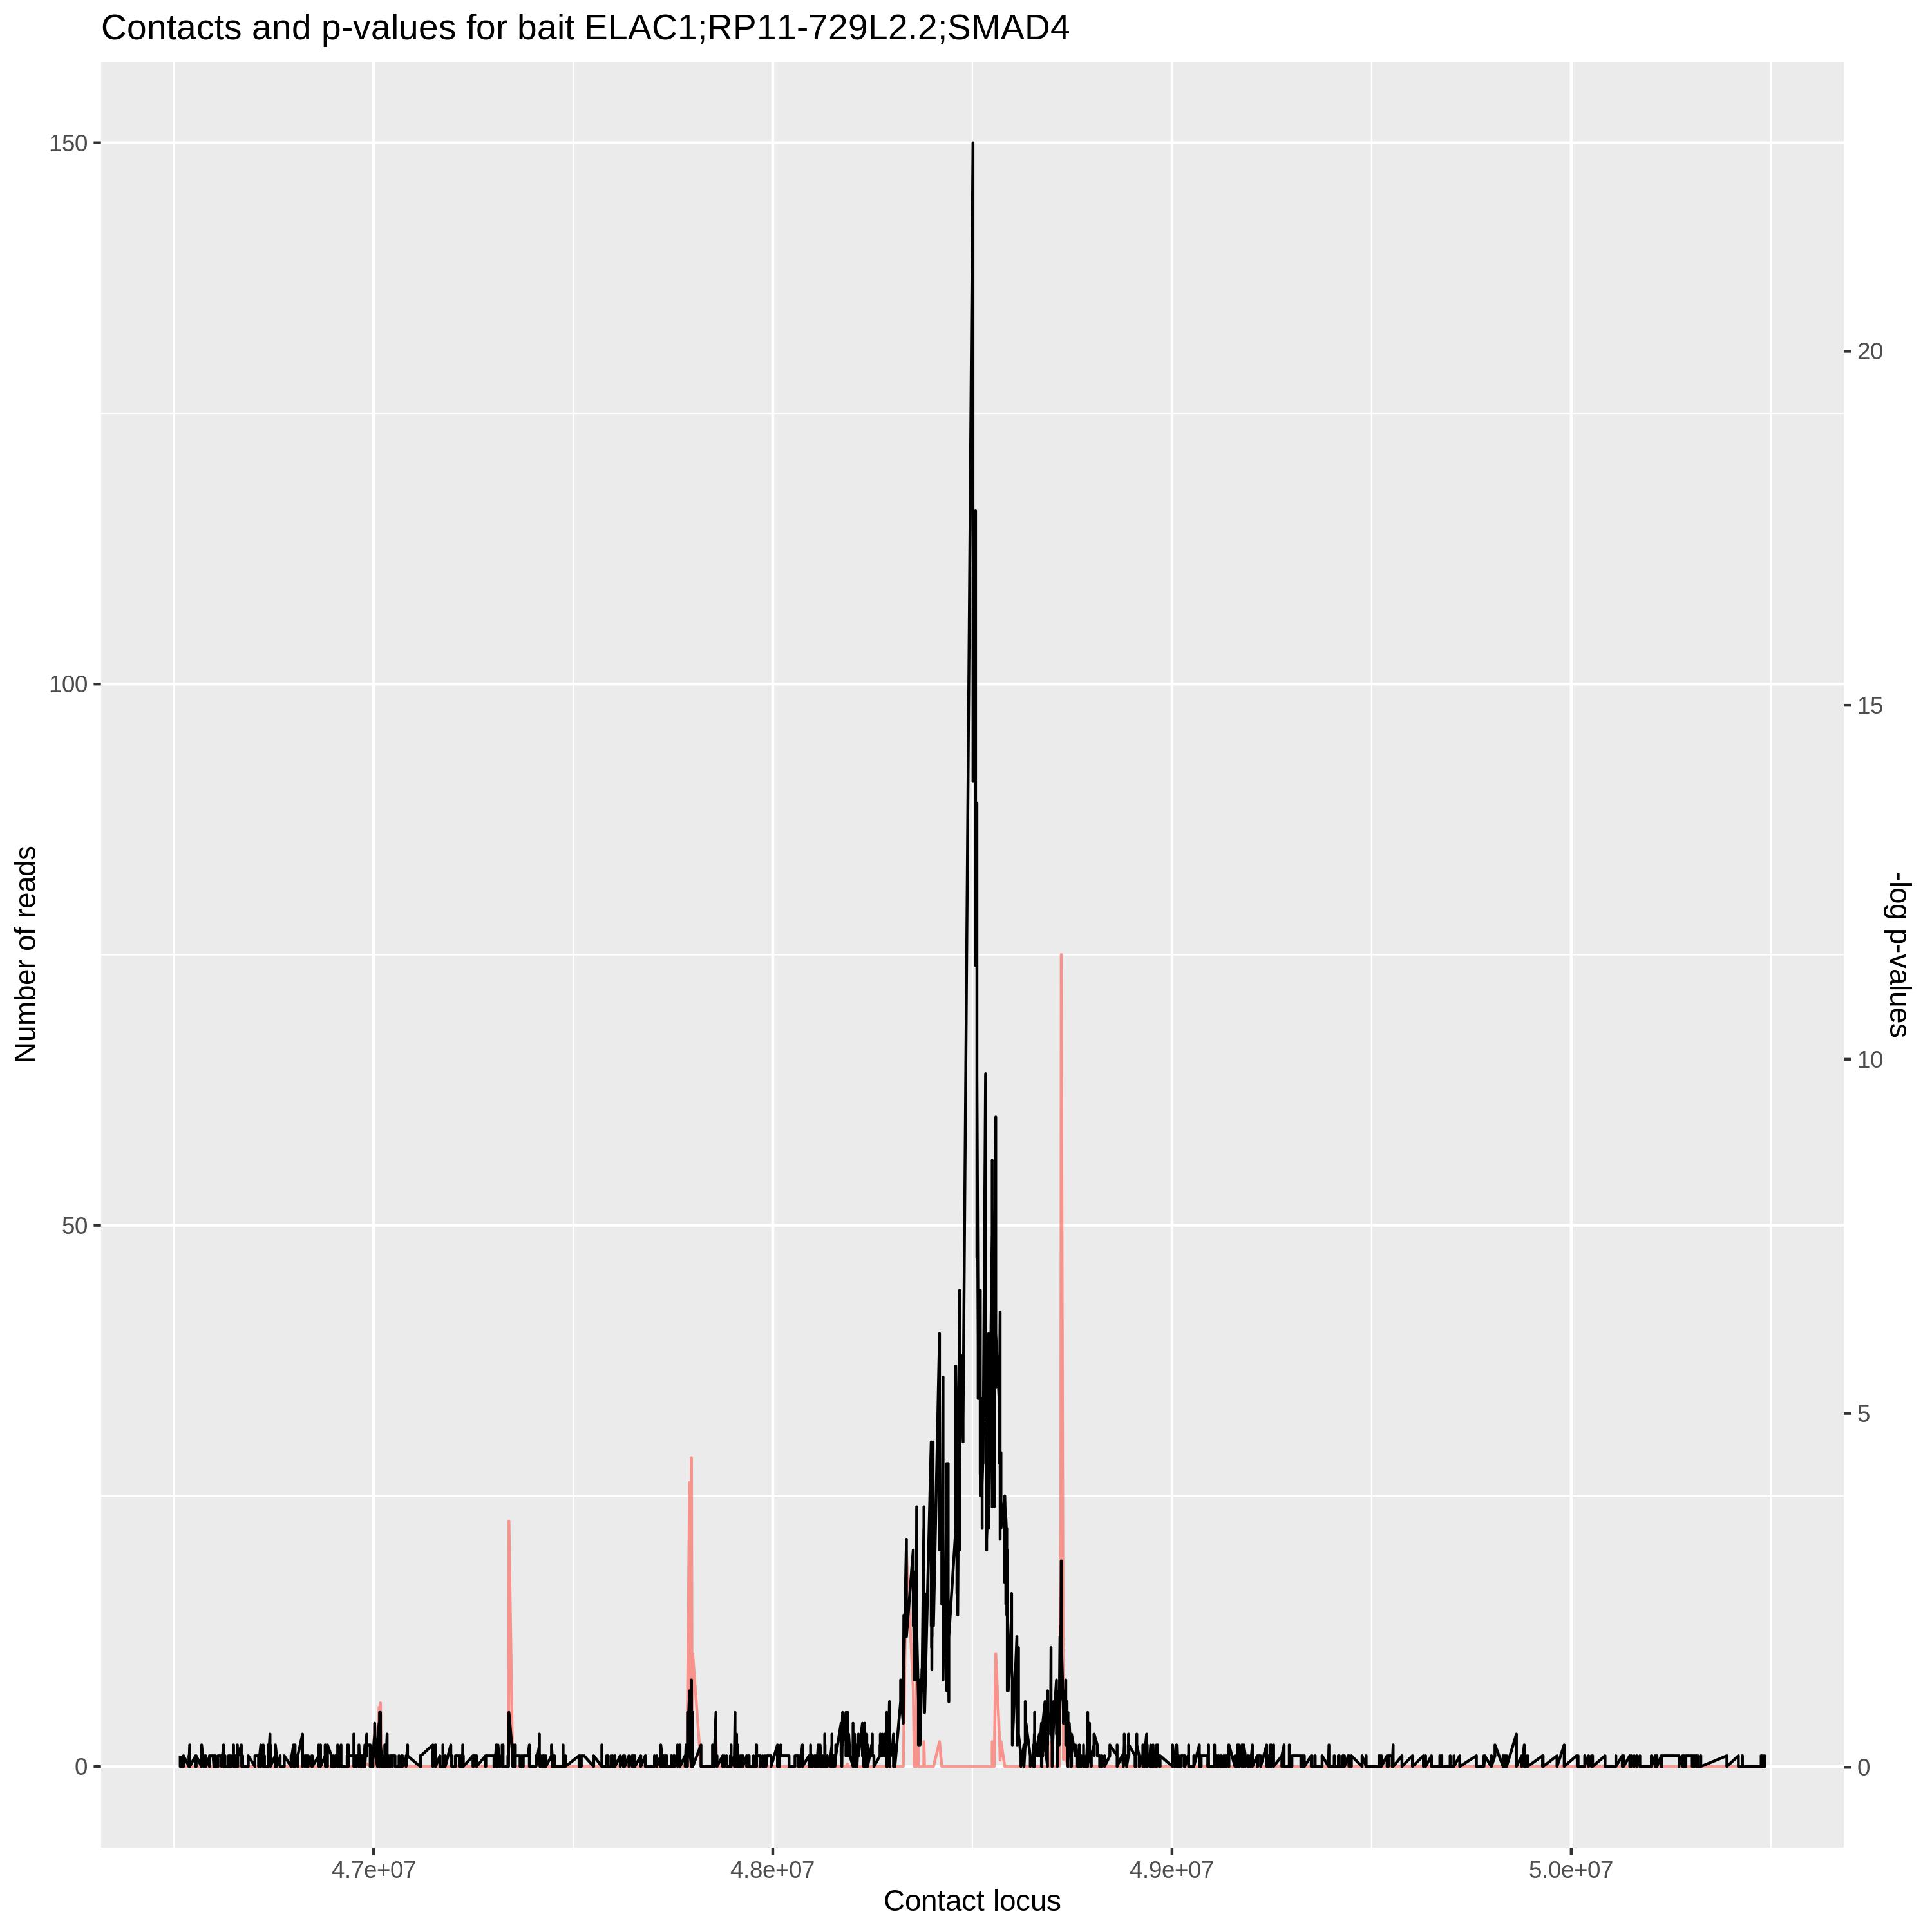 Contacts and p-values for bait ELAC1;RP11-729L2.2;SMAD4
150
100
50
0
Number of reads
20
15
10
5
0
-log p-values
4.7e+07
4.8e+07
4.9e+07
5.0e+07
Contact locus